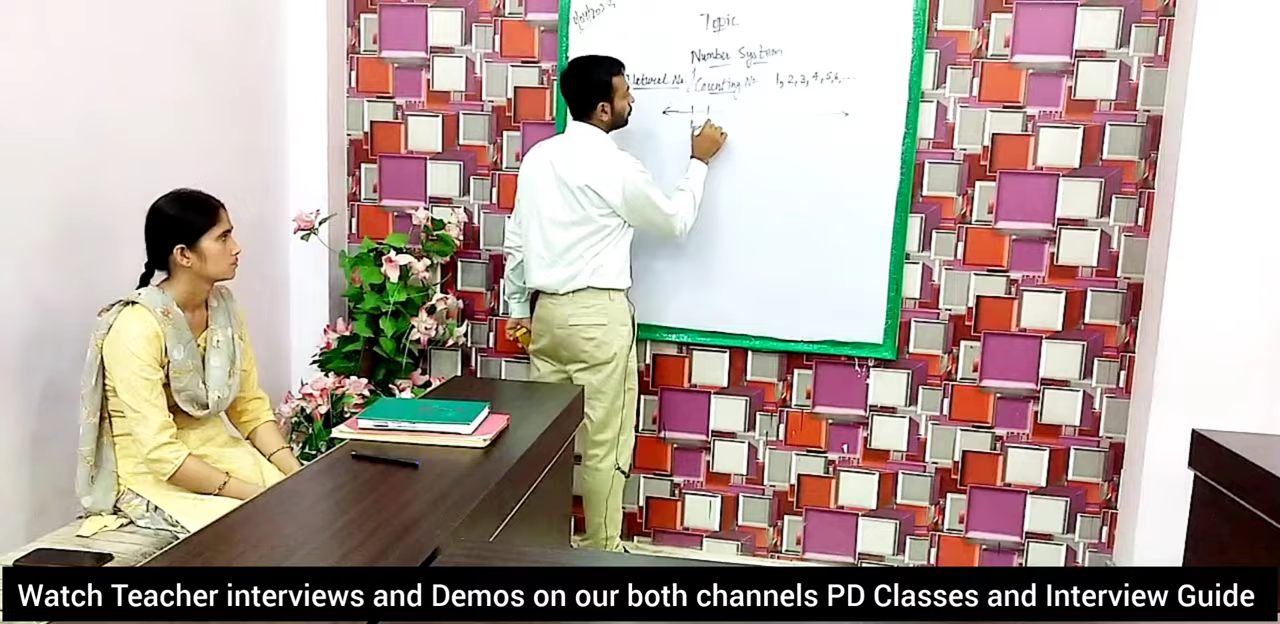 Topic
Number System
Natural No. / Counting No. 1, 2, 3, 4, 5, 6, ...
Watch Teacher interviews and Demos on our both channels PD Classes and Interview Guide